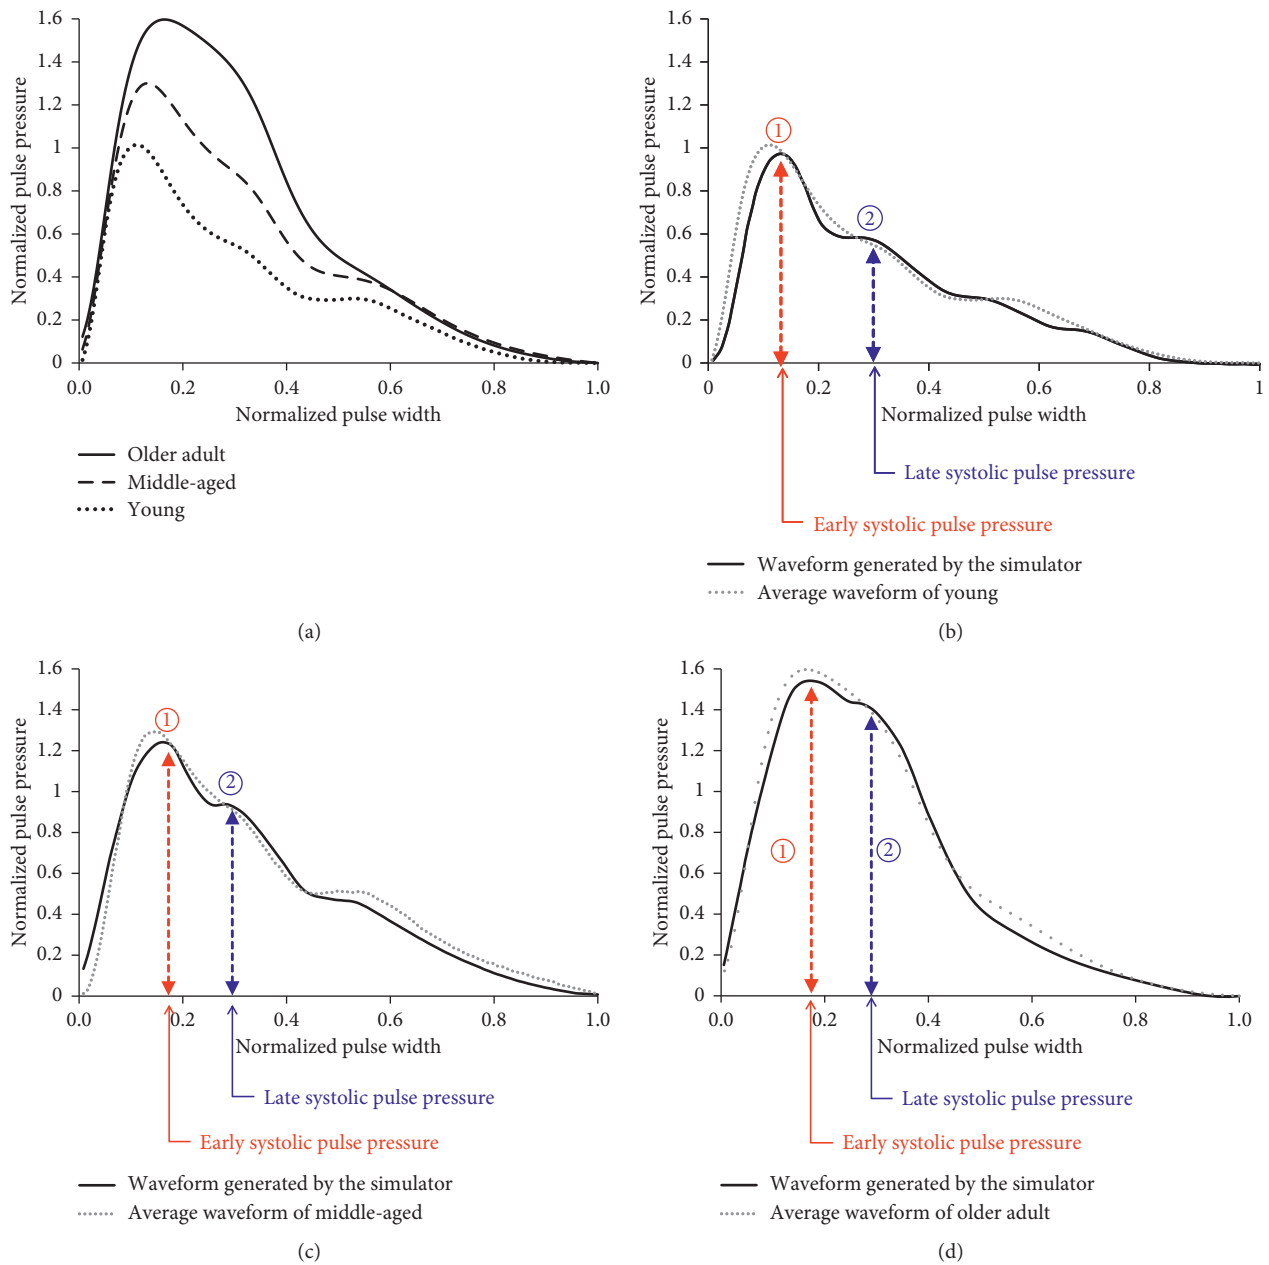 1.6
1.4
1.2
1
0.8
0.6
0.4
0.2
0
Normalized pulse pressure
0.0 0.2 0.4 0.6 0.8 1.0
Normalized pulse width
Older adult
Middle-aged
Young
(a)
1.6
1.4
1.2
1
0.8
0.6
0.4
0.2
0
Normalized pulse pressure
1
2
0 0.2 0.4 0.6 0.8 1
Normalized pulse width
Late systolic pulse pressure
Early systolic pulse pressure
Waveform generated by the simulator
Average waveform of young
(b)
1.6
1.4
1.2
1
0.8
0.6
0.4
0.2
0
Normalized pulse pressure
1
2
0.0 0.2 0.4 0.6 0.8 1.0
Normalized pulse width
Late systolic pulse pressure
Early systolic pulse pressure
Waveform generated by the simulator
Average waveform of middle-aged
(c)
1.6
1.4
1.2
1
0.8
0.6
0.4
0.2
0
Normalized pulse pressure
1
2
0.0 0.2 0.4 0.6 0.8 1.0
Normalized pulse width
Late systolic pulse pressure
Early systolic pulse pressure
Waveform generated by the simulator
Average waveform of older adult
(d)